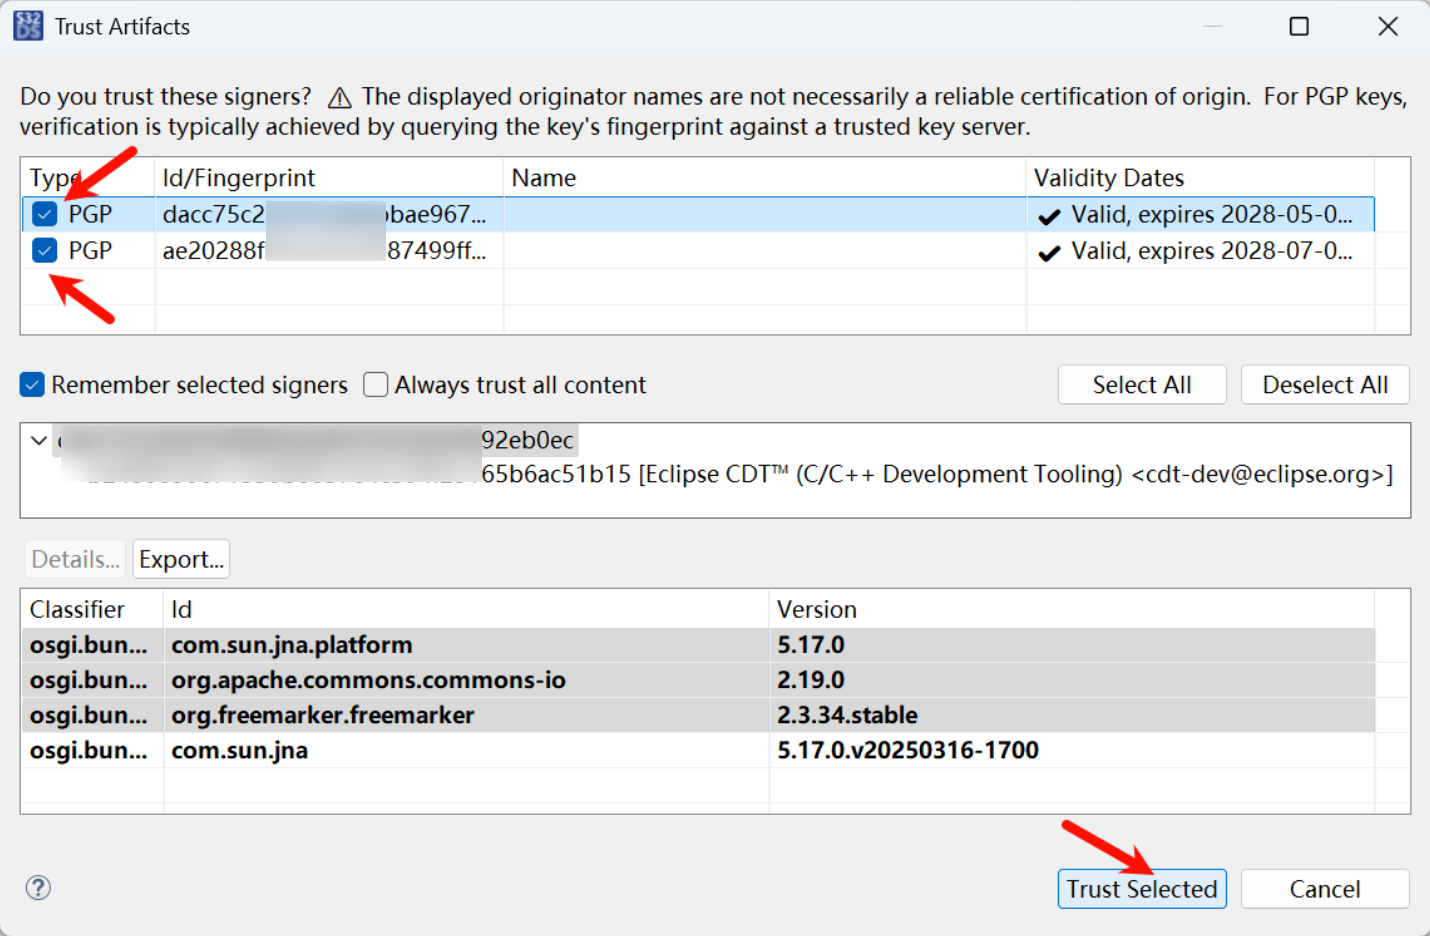 S32
DS
Trust Artifacts
Do you trust these signers? The displayed originator names are not necessarily a reliable certification of origin. For PGP keys,
verification is typically achieved by querying the key's fingerprint against a trusted key server.
Type Id/Fingerprint Name Validity Dates
PGP dacc75c2 bae967... Valid, expires 2028-05-0...
PGP ae20288f 87499ff... Valid, expires 2028-07-0...
Remember selected signers Always trust all content Select All Deselect All
92eb0ec
65b6ac51b15 [Eclipse CDT™ (C/C++ Development Tooling) <cdt-dev@eclipse.org>]
Details... Export...
Classifier Id Version
osgi.bun... com.sun.jna.platform 5.17.0
osgi.bun... org.apache.commons.commons-io 2.19.0
osgi.bun... org.freemarker.freemarker 2.3.34.stable
osgi.bun... com.sun.jna 5.17.0.v20250316-1700
? Trust Selected Cancel